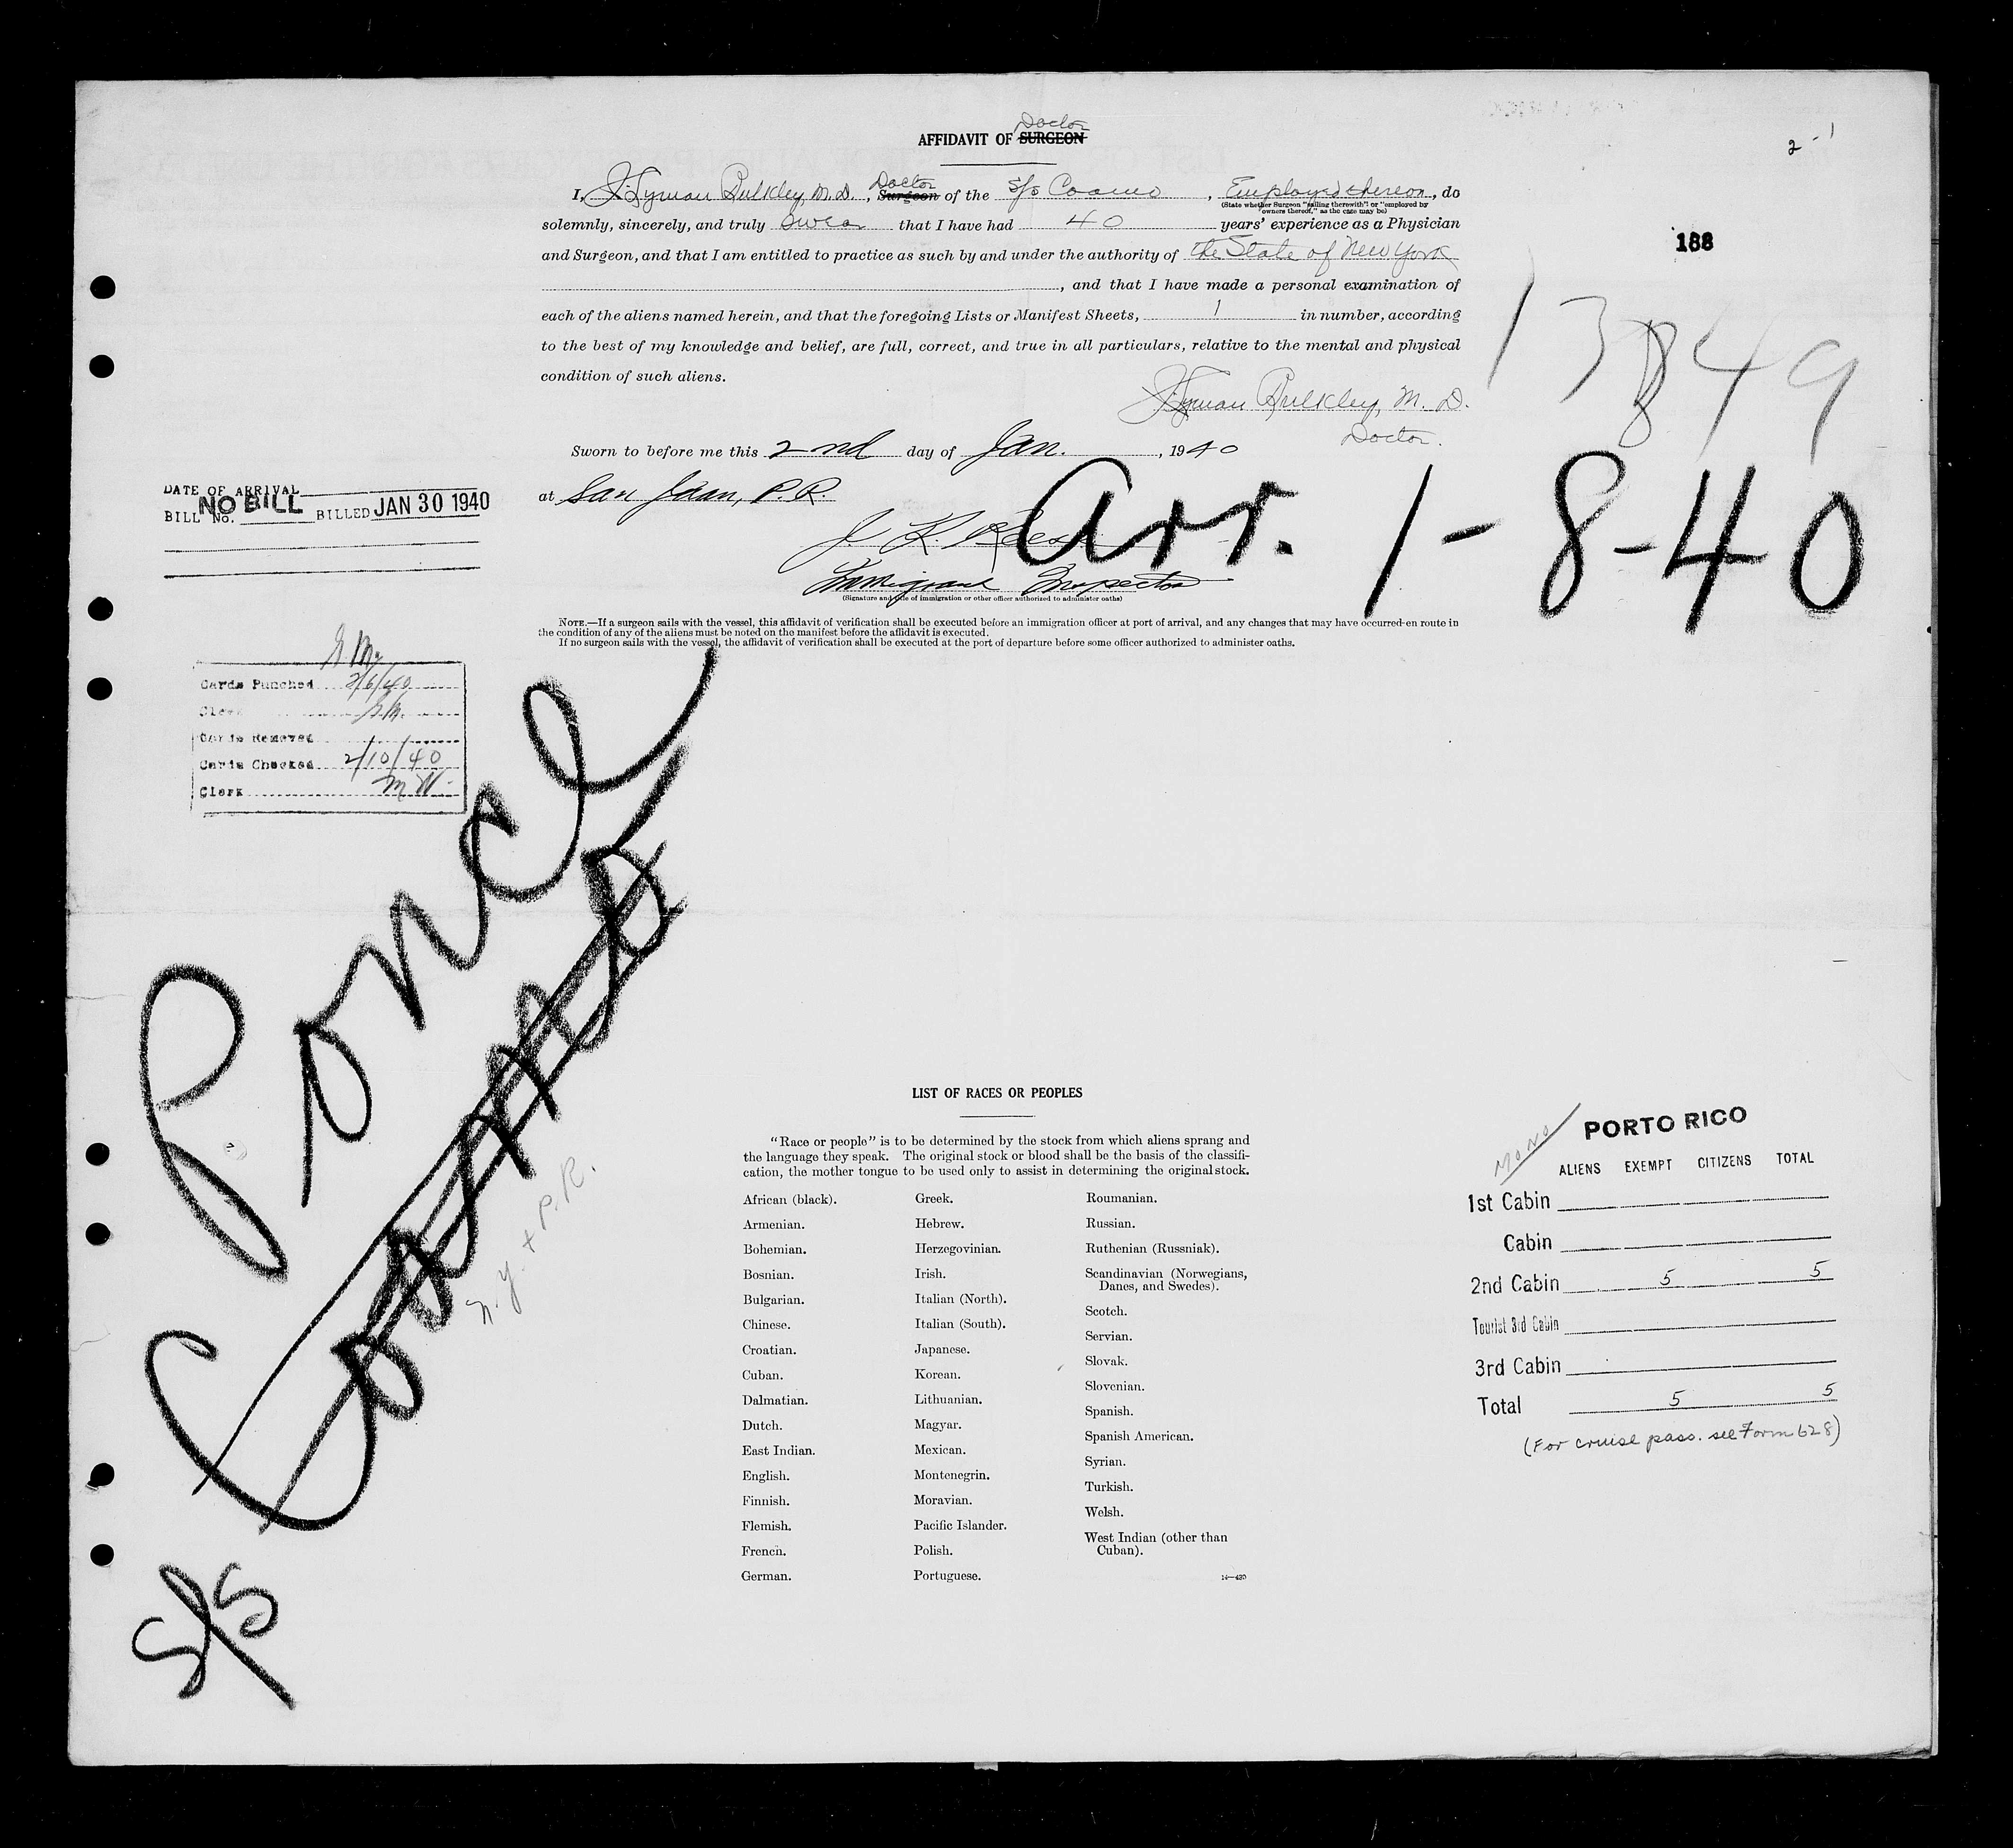 Doctor
AFFIDAVIT OF SURGEON
2-1
I, J. Lyman Bulkley, M.D., Doctor Surgeon of the S/S Coamo, Employed thereon, do
(State whether Surgeon "sailing therewith" or "employed by owners thereof," as the case may be)
solemnly, sincerely, and truly swear that I have had 40 years' experience as a Physician
and Surgeon, and that I am entitled to practice as such by and under the authority of the State of New York
, and that I have made a personal examination of
each of the aliens named herein, and that the foregoing Lists or Manifest Sheets, 1 in number, according
to the best of my knowledge and belief, are full, correct, and true in all particulars, relative to the mental and physical
condition of such aliens.
188
13849
J. Lyman Bulkley, M. D.
Doctor.
Sworn to before me this 2nd day of Jan., 1940
at San Juan, P.R.
Arr. 1-8-40
J. K.
Immigrant Inspector
(Signature and title of immigration or other officer authorized to administer oaths)
NOTE.—If a surgeon sails with the vessel, this affidavit of verification shall be executed before an immigration officer at port of arrival, and any changes that may have occurred en route in
the condition of any of the aliens must be noted on the manifest before the affidavit is executed.
If no surgeon sails with the vessel, the affidavit of verification shall be executed at the port of departure before some officer authorized to administer oaths.
DATE OF ARRIVAL
BILL No. NO BILL BILLED JAN 30 1940
Cards Punched 2/6/40
Clerk
Cards Removed
Cards Checked 2/10/40
Clerk MW
Ponce
S/S
N.Y. + P.R.
LIST OF RACES OR PEOPLES
"Race or people" is to be determined by the stock from which aliens sprang and
the language they speak. The original stock or blood shall be the basis of the classifi-
cation, the mother tongue to be used only to assist in determining the original stock.
African (black).
Armenian.
Bohemian.
Bosnian.
Bulgarian.
Chinese.
Croatian.
Cuban.
Dalmatian.
Dutch.
East Indian.
English.
Finnish.
Flemish.
French.
German.
Greek.
Hebrew.
Herzegovinian.
Irish.
Italian (North).
Italian (South).
Japanese.
Korean.
Lithuanian.
Magyar.
Mexican.
Montenegrin.
Moravian.
Pacific Islander.
Polish.
Portuguese.
Roumanian.
Russian.
Ruthenian (Russniak).
Scandinavian (Norwegians,
Danes, and Swedes).
Scotch.
Servian.
Slovak.
Slovenian.
Spanish.
Spanish American.
Syrian.
Turkish.
Welsh.
West Indian (other than
Cuban).
14—430
MONO
PORTO RICO
ALIENS EXEMPT CITIZENS TOTAL
1st Cabin
Cabin
2nd Cabin 5 5
Tourist 3rd Cabin
3rd Cabin
Total 5 5
(For cruise pass. see Form 628)